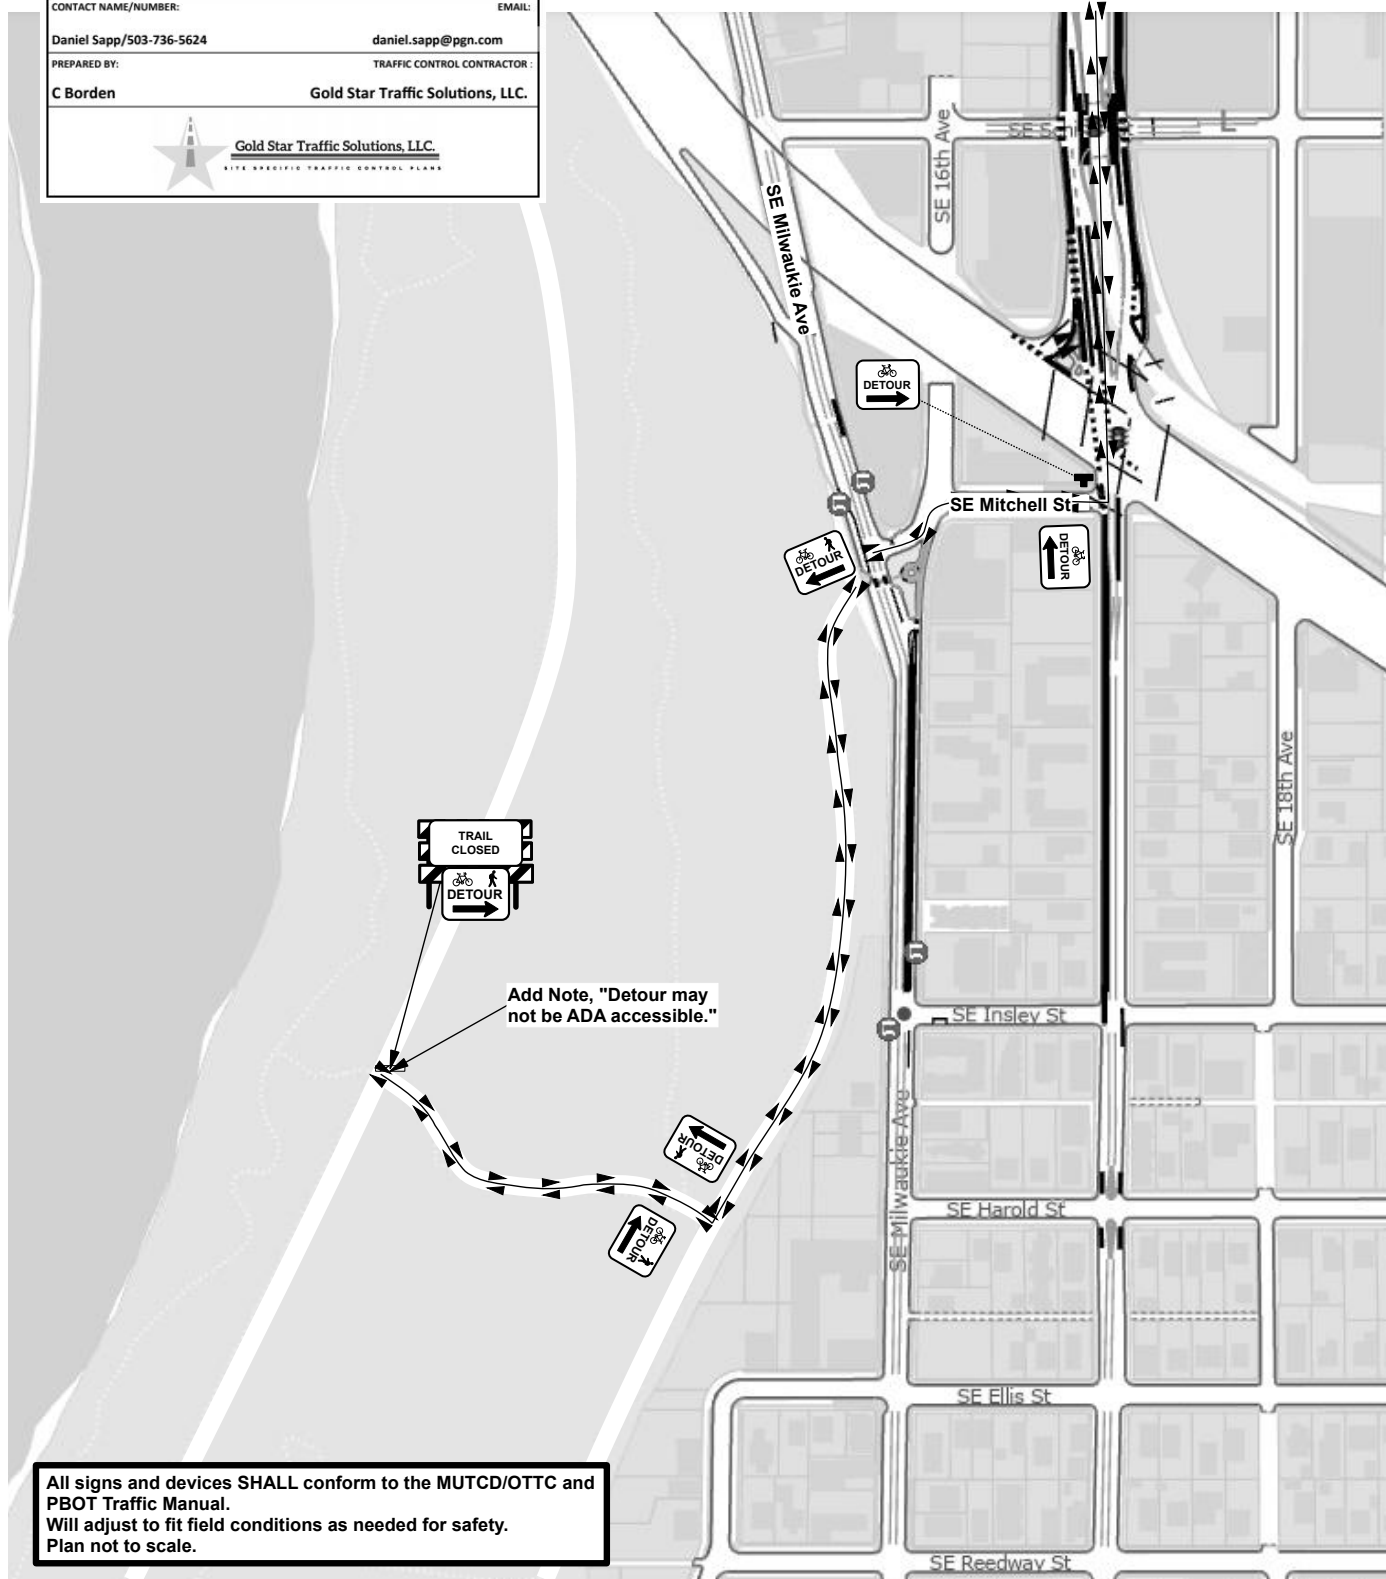 CONTACT NAME/NUMBER: EMAIL:
Daniel Sapp/503-736-5624 daniel.sapp@pgn.com
PREPARED BY: TRAFFIC CONTROL CONTRACTOR :
C Borden Gold Star Traffic Solutions, LLC.
Gold Star Traffic Solutions, LLC.
SITE SPECIFIC TRAFFIC CONTROL PLANS
SE 16th Ave
SE Milwaukie Ave
DETOUR
SE Mitchell St
DETOUR
DETOUR
SE 18th Ave
TRAIL
CLOSED
DETOUR
Add Note, "Detour may
not be ADA accessible."
SE Insley St
SE Milwaukie Ave
DETOUR
DETOUR
SE Harold St
SE Ellis St
All signs and devices SHALL conform to the MUTCD/OTTC and
PBOT Traffic Manual.
Will adjust to fit field conditions as needed for safety.
Plan not to scale.
SE Reedway St